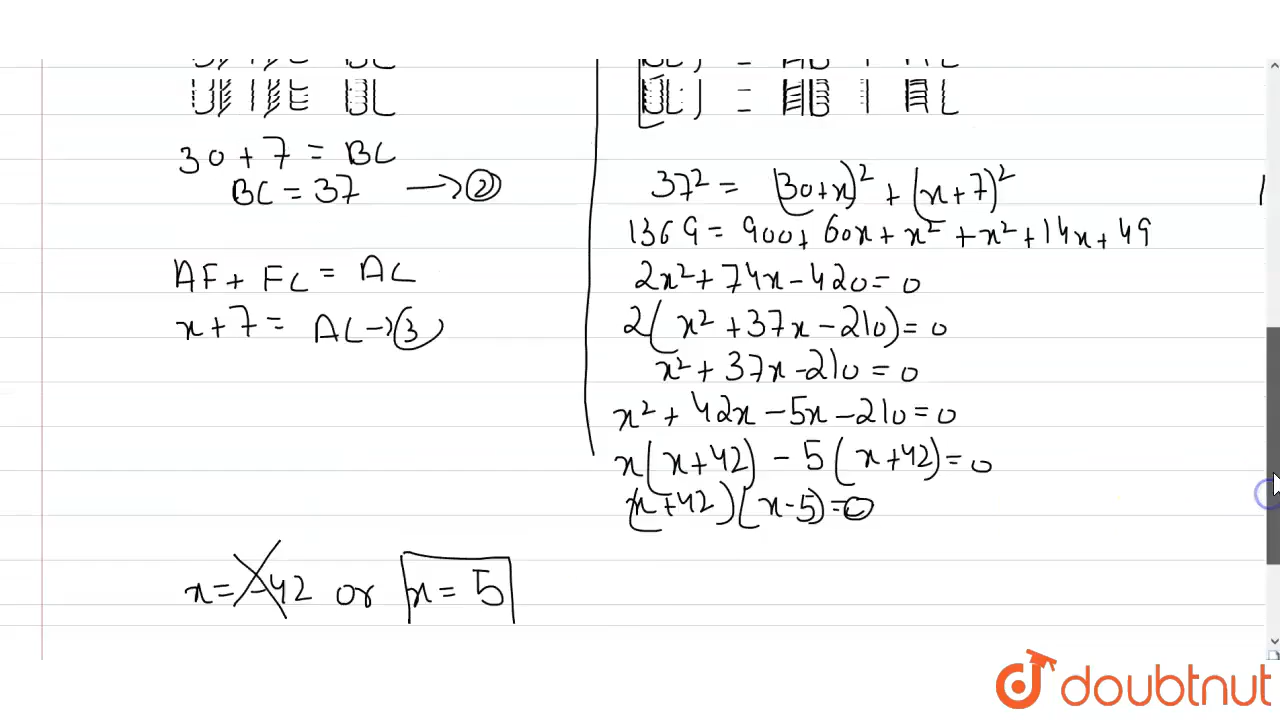 30 + 7 = BC
BC = 37 → ②
AF + FC = AC
x + 7 = AC → ③
37² = (30+x)² + (x+7)²
1369 = 900 + 60x + x² + x² + 14x + 49
2x² + 74x - 420 = 0
2(x² + 37x - 210) = 0
x² + 37x - 210 = 0
x² + 42x - 5x - 210 = 0
x(x+42) - 5(x+42) = 0
(x+42)(x-5) = 0
x = -42 or x = 5
doubtnut